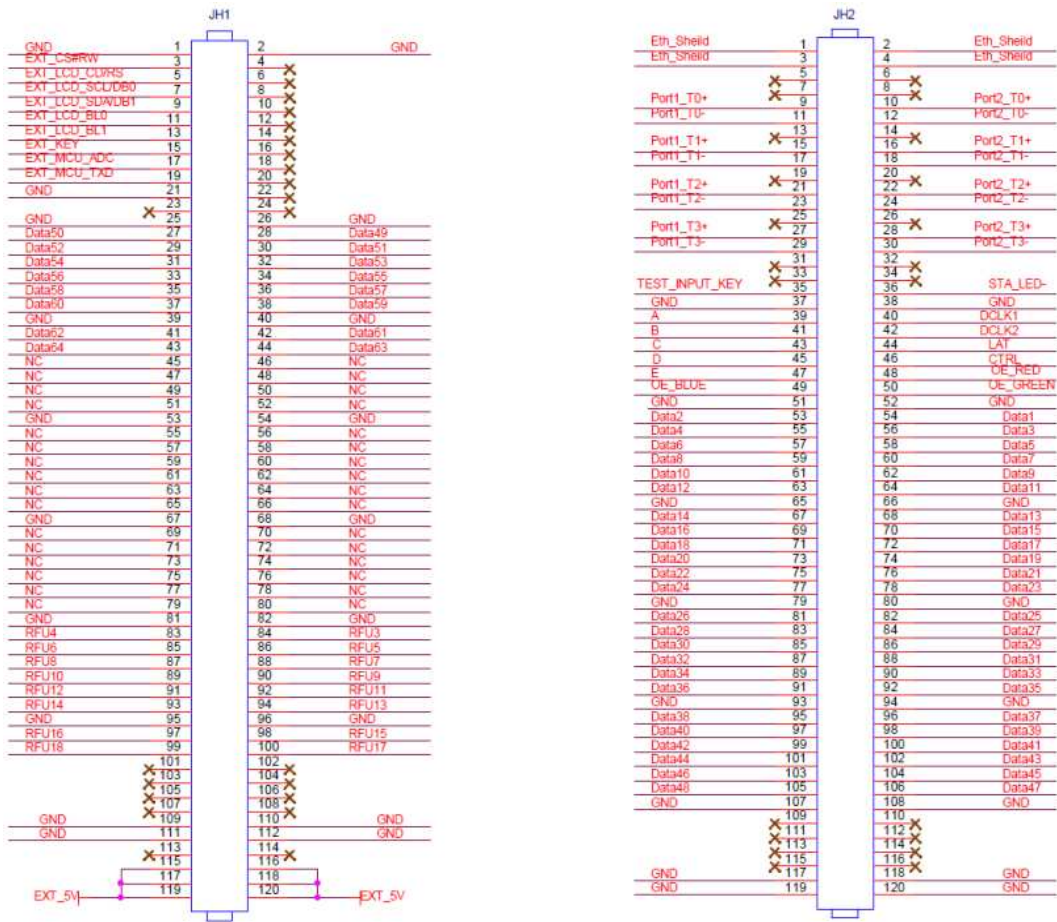 JH1
GND 1 2 GND
EXT_CS#RW 3 4
EXT_LCD_CD/RS 5 6
EXT_LCD_SCL/DB0 7 8
EXT_LCD_SDA/DB1 9 10
EXT_LCD_BL0 11 12
EXT_LCD_BL1 13 14
EXT_KEY 15 16
EXT_MCU_ADC 17 18
EXT_MCU_TXD 19 20
GND 21 22
23 24
GND 25 26 GND
Data50 27 28 Data49
Data52 29 30 Data51
Data54 31 32 Data53
Data56 33 34 Data55
Data58 35 36 Data57
Data60 37 38 Data59
GND 39 40 GND
Data62 41 42 Data61
Data64 43 44 Data63
NC 45 46 NC
NC 47 48 NC
NC 49 50 NC
NC 51 52 NC
GND 53 54 GND
NC 55 56 NC
NC 57 58 NC
NC 59 60 NC
NC 61 62 NC
NC 63 64 NC
NC 65 66 NC
GND 67 68 GND
NC 69 70 NC
NC 71 72 NC
NC 73 74 NC
NC 75 76 NC
NC 77 78 NC
NC 79 80 NC
GND 81 82 GND
RFU4 83 84 RFU3
RFU6 85 86 RFU5
RFU8 87 88 RFU7
RFU10 89 90 RFU9
RFU12 91 92 RFU11
RFU14 93 94 RFU13
GND 95 96 GND
RFU16 97 98 RFU15
RFU18 99 100 RFU17
101 102
103 104
105 106
107 108
GND 109 110 GND
GND 111 112 GND
113 114
115 116
117 118
EXT_5V 119 120 EXT_5V
JH2
Eth_Sheild 1 2 Eth_Sheild
Eth_Sheild 3 4 Eth_Sheild
5 6
7 8
Port1_T0+ 9 10 Port2_T0+
Port1_T0- 11 12 Port2_T0-
13 14
Port1_T1+ 15 16 Port2_T1+
Port1_T1- 17 18 Port2_T1-
19 20
Port1_T2+ 21 22 Port2_T2+
Port1_T2- 23 24 Port2_T2-
25 26
Port1_T3+ 27 28 Port2_T3+
Port1_T3- 29 30 Port2_T3-
31 32
33 34
TEST_INPUT_KEY 35 36 STA_LED-
GND 37 38 GND
A 39 40 DCLK1
B 41 42 DCLK2
C 43 44 LAT
D 45 46 CTRL
E 47 48 OE_RED
OE_BLUE 49 50 OE_GREEN
GND 51 52 GND
Data2 53 54 Data1
Data4 55 56 Data3
Data6 57 58 Data5
Data8 59 60 Data7
Data10 61 62 Data9
Data12 63 64 Data11
GND 65 66 GND
Data14 67 68 Data13
Data16 69 70 Data15
Data18 71 72 Data17
Data20 73 74 Data19
Data22 75 76 Data21
Data24 77 78 Data23
GND 79 80 GND
Data26 81 82 Data25
Data28 83 84 Data27
Data30 85 86 Data29
Data32 87 88 Data31
Data34 89 90 Data33
Data36 91 92 Data35
GND 93 94 GND
Data38 95 96 Data37
Data40 97 98 Data39
Data42 99 100 Data41
Data44 101 102 Data43
Data46 103 104 Data45
Data48 105 106 Data47
GND 107 108 GND
109 110
111 112
113 114
115 116
GND 117 118 GND
GND 119 120 GND